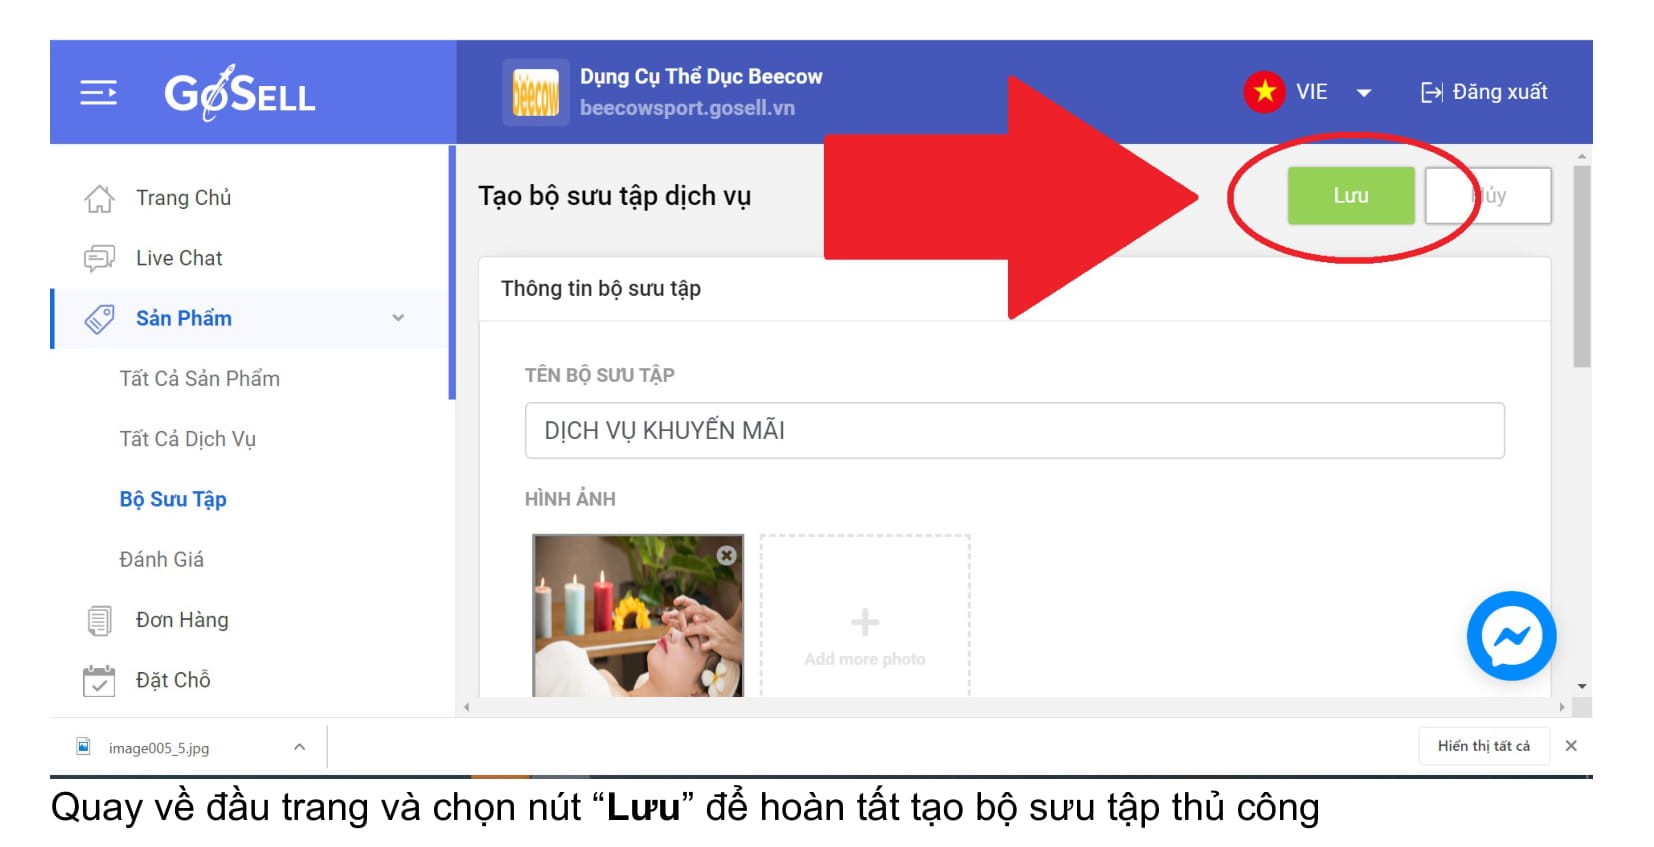 GoSELL
beecow
Dụng Cụ Thể Dục Beecow
beecowsport.gosell.vn
VIE
Đăng xuất
Trang Chủ
Live Chat
Sản Phẩm
Tất Cả Sản Phẩm
Tất Cả Dịch Vụ
Bộ Sưu Tập
Đánh Giá
Đơn Hàng
Đặt Chỗ
Tạo bộ sưu tập dịch vụ
Lưu
Hủy
Thông tin bộ sưu tập
TÊN BỘ SƯU TẬP
DỊCH VỤ KHUYẾN MÃI
HÌNH ẢNH
Add more photo
image005_5.jpg
Hiển thị tất cả
Quay về đầu trang và chọn nút “Lưu” để hoàn tất tạo bộ sưu tập thủ công